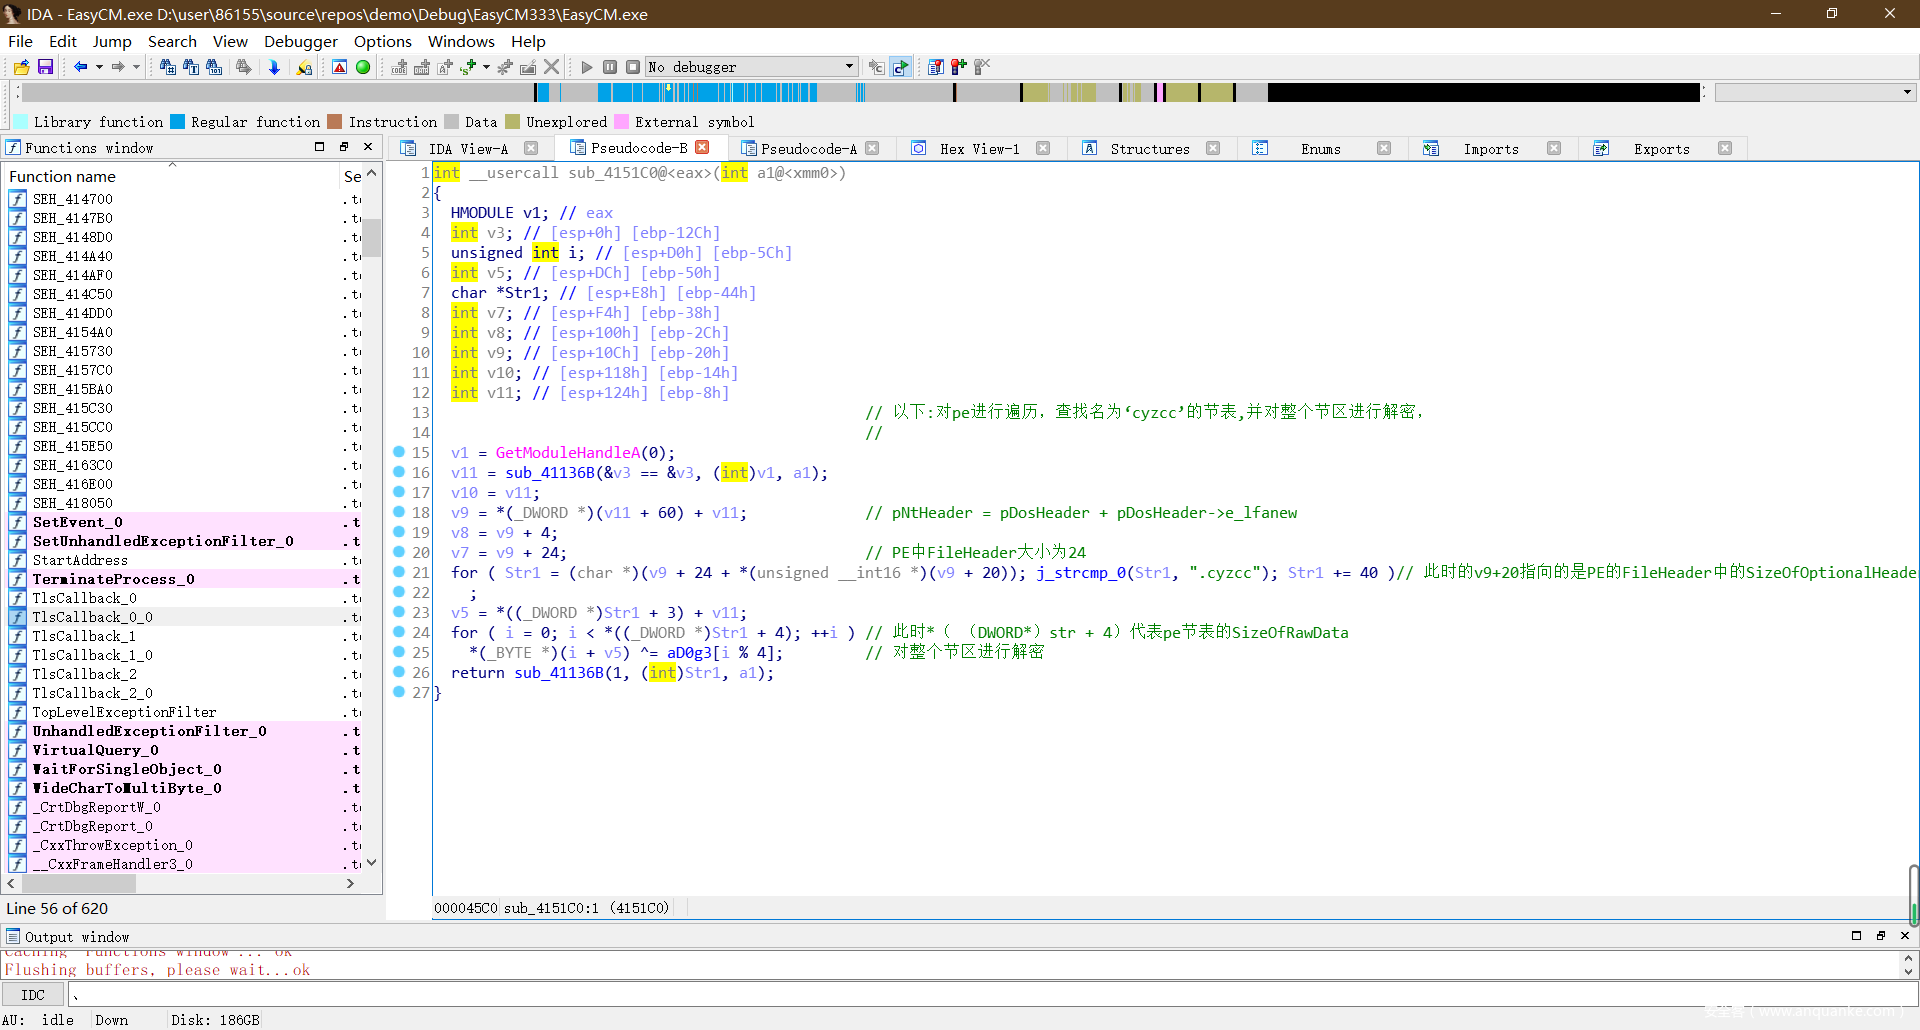 IDA - EasyCM.exe D:\user\86155\source\repos\demo\Debug\EasyCM333\EasyCM.exe
File Edit Jump Search View Debugger Options Windows Help
No debugger
Library function Regular function Instruction Data Unexplored External symbol
Functions window
IDA View-A Pseudocode-B Pseudocode-A Hex View-1 Structures Enums Imports Exports
Function name Se
SEH_414700 .t
SEH_4147B0 .t
SEH_4148D0 .t
SEH_414A40 .t
SEH_414AF0 .t
SEH_414C50 .t
SEH_414DD0 .t
SEH_4154A0 .t
SEH_415730 .t
SEH_4157C0 .t
SEH_415BA0 .t
SEH_415C30 .t
SEH_415CC0 .t
SEH_415E50 .t
SEH_4163C0 .t
SEH_416E00 .t
SEH_418050 .t
SetEvent_0 .t
SetUnhandledExceptionFilter_0 .t
StartAddress .t
TerminateProcess_0 .t
TlsCallback_0 .t
TlsCallback_0_0 .t
TlsCallback_1 .t
TlsCallback_1_0 .t
TlsCallback_2 .t
TlsCallback_2_0 .t
TopLevelExceptionFilter .t
UnhandledExceptionFilter_0 .t
VirtualQuery_0 .t
WaitForSingleObject_0 .t
WideCharToMultiByte_0 .t
_CrtDbgReportW_0 .t
_CrtDbgReport_0 .t
_CxxThrowException_0 .t
__CxxFrameHandler3_0 .t
Line 56 of 620
1 int __usercall sub_4151C0@<eax>(int a1@<xmm0>)
2 {
3 HMODULE v1; // eax
4 int v3; // [esp+0h] [ebp-12Ch]
5 unsigned int i; // [esp+D0h] [ebp-5Ch]
6 int v5; // [esp+DCh] [ebp-50h]
7 char *Str1; // [esp+E8h] [ebp-44h]
8 int v7; // [esp+F4h] [ebp-38h]
9 int v8; // [esp+100h] [ebp-2Ch]
10 int v9; // [esp+10Ch] [ebp-20h]
11 int v10; // [esp+118h] [ebp-14h]
12 int v11; // [esp+124h] [ebp-8h]
13 // 以下:对pe进行遍历，查找名为‘cyzcc’的节表,并对整个节区进行解密，
14 //
15 v1 = GetModuleHandleA(0);
16 v11 = sub_41136B(&v3 == &v3, (int)v1, a1);
17 v10 = v11;
18 v9 = *(_DWORD *)(v11 + 60) + v11; // pNtHeader = pDosHeader + pDosHeader->e_lfanew
19 v8 = v9 + 4;
20 v7 = v9 + 24; // PE中FileHeader大小为24
21 for ( Str1 = (char *)(v9 + 24 + *(unsigned __int16 *)(v9 + 20)); j_strcmp_0(Str1, ".cyzcc"); Str1 += 40 )// 此时的v9+20指向的是PE的FileHeader中的SizeOfOptionalHeader
22 ;
23 v5 = *((_DWORD *)Str1 + 3) + v11;
24 for ( i = 0; i < *((_DWORD *)Str1 + 4); ++i ) // 此时*（ （DWORD*）str + 4）代表pe节表的SizeOfRawData
25 *(_BYTE *)(i + v5) ^= aD0g3[i % 4]; // 对整个节区进行解密
26 return sub_41136B(1, (int)Str1, a1);
27 }
000045C0 sub_4151C0:1 (4151C0)
Output window
Caching 'Functions window'... ok
Flushing buffers, please wait...ok
IDC 、
AU: idle Down Disk: 186GB
安全客（www.anquanke.com）